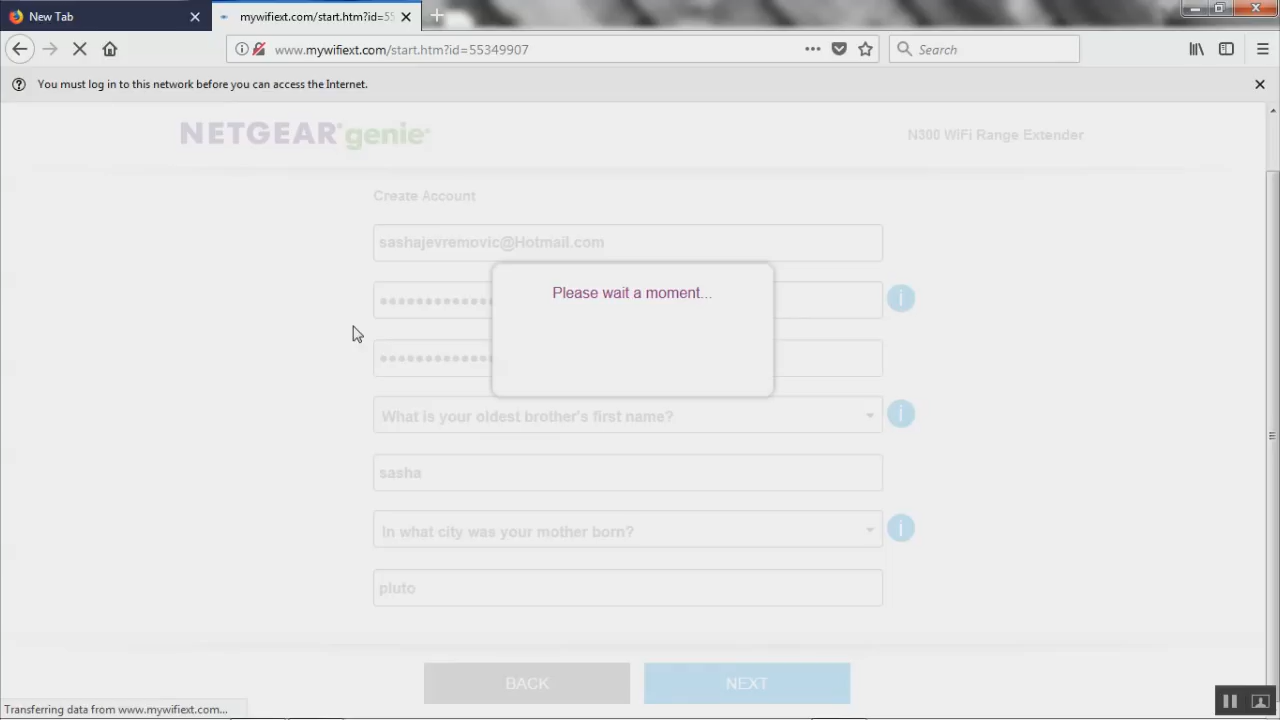 New Tab
mywifiext.com/start.htm?id=55
www.mywifiext.com/start.htm?id=55349907
Search
You must log in to this network before you can access the Internet.
NETGEAR® genie®
N300 WiFi Range Extender
Create Account
sashajevremovic@Hotmail.com
Please wait a moment...
What is your oldest brother's first name?
sasha
In what city was your mother born?
pluto
BACK
NEXT
Transferring data from www.mywifiext.com...